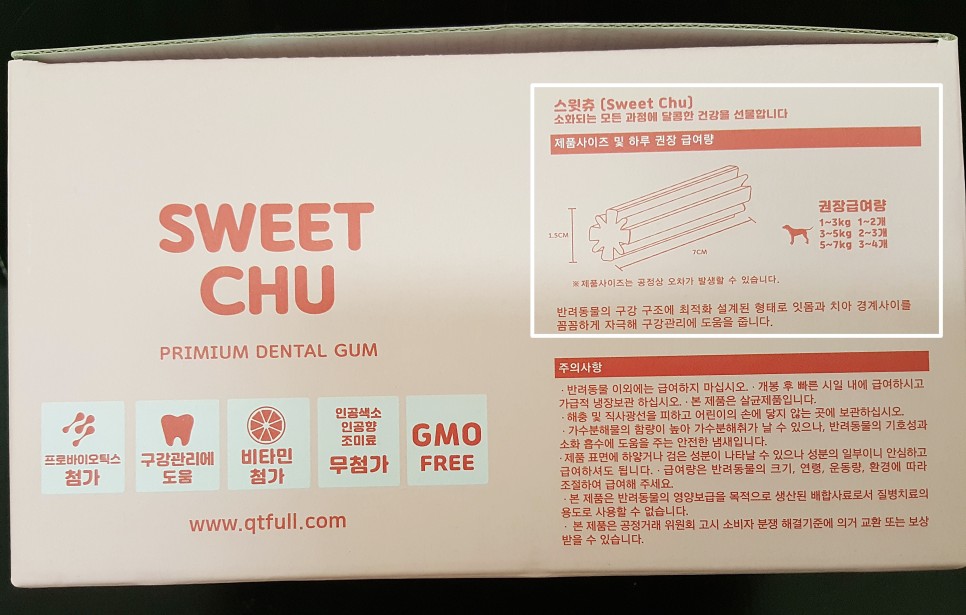 SWEET
CHU
PRIMIUM DENTAL GUM
프로바이오틱스
첨가
구강관리에
도움
비타민
첨가
인공색소
인공향
조미료
무첨가
GMO
FREE
www.qtfull.com
스윗츄 (Sweet Chu)
소화되는 모든 과정에 달콤한 건강을 선물합니다
제품사이즈 및 하루 권장 급여량
1.5CM
7CM
권장급여량
1~3kg 1~2개
3~5kg 2~3개
5~7kg 3~4개
※ 제품사이즈는 공정상 오차가 발생할 수 있습니다.
반려동물의 구강 구조에 최적화 설계된 형태로 잇몸과 치아 경계사이를
꼼꼼하게 자극해 구강관리에 도움을 줍니다.
주의사항
· 반려동물 이외에는 급여하지 마십시오. · 개봉 후 빠른 시일 내에 급여하시고
가급적 냉장보관 하십시오. · 본 제품은 살균제품입니다.
· 해충 및 직사광선을 피하고 어린이의 손에 닿지 않는 곳에 보관하십시오.
· 가수분해물의 함량이 높아 가수분해취가 날 수 있으나, 반려동물의 기호성과
소화 흡수에 도움을 주는 안전한 냄새입니다.
· 제품 표면에 하얗거나 검은 성분이 나타날 수 있으나 성분의 일부이니 안심하고
급여하셔도 됩니다. · 급여량은 반려동물의 크기, 연령, 운동량, 환경에 따라
조절하여 급여해 주세요.
· 본 제품은 반려동물의 영양보급을 목적으로 생산된 배합사료로서 질병치료의
용도로 사용할 수 없습니다.
· 본 제품은 공정거래 위원회 고시 소비자 분쟁 해결기준에 의거 교환 또는 보상
받을 수 있습니다.